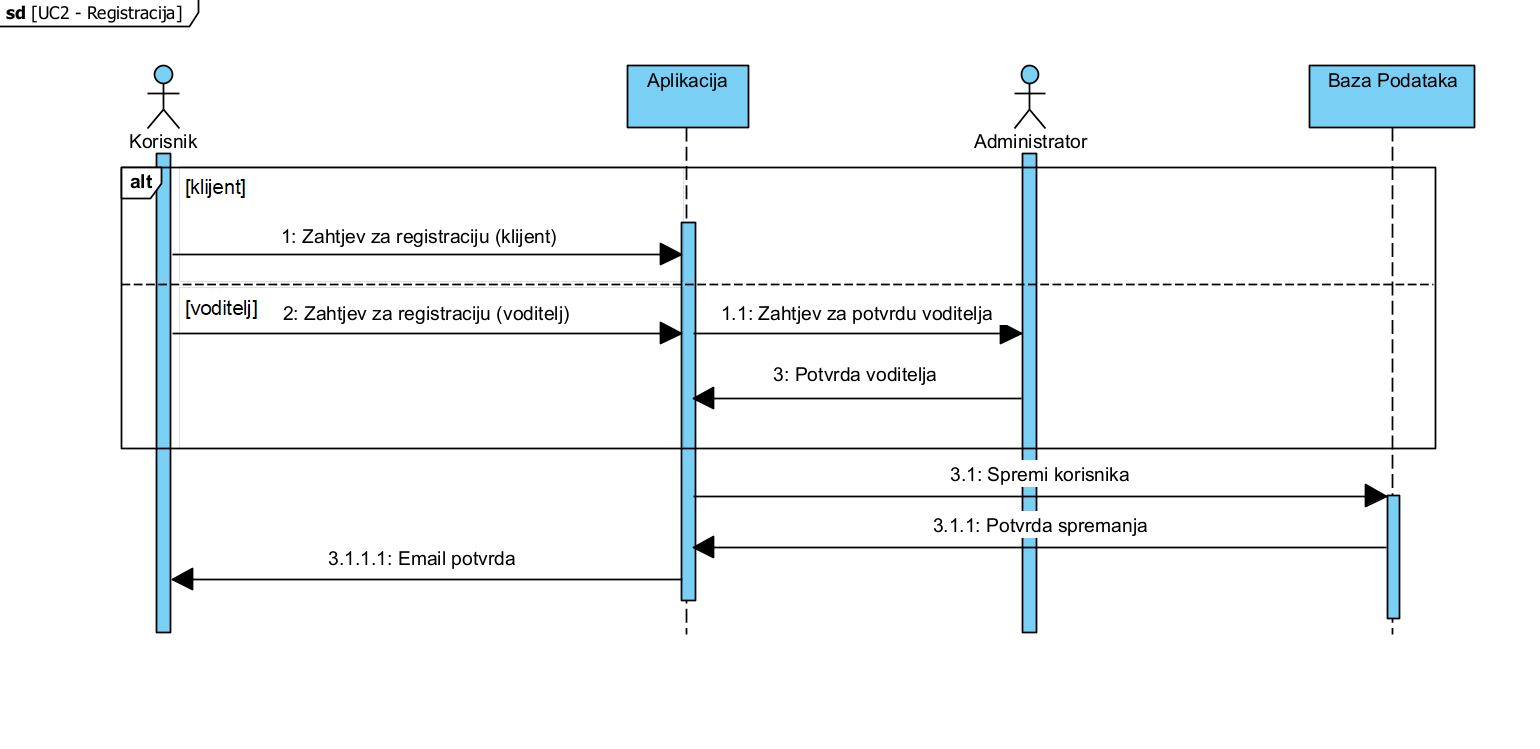 sd [UC2 - Registracija]
Korisnik
Aplikacija
Administrator
Baza Podataka
alt
[klijent]
1: Zahtjev za registraciju (klijent)
[voditelj]
2: Zahtjev za registraciju (voditelj)
1.1: Zahtjev za potvrdu voditelja
3: Potvrda voditelja
3.1: Spremi korisnika
3.1.1: Potvrda spremanja
3.1.1.1: Email potvrda